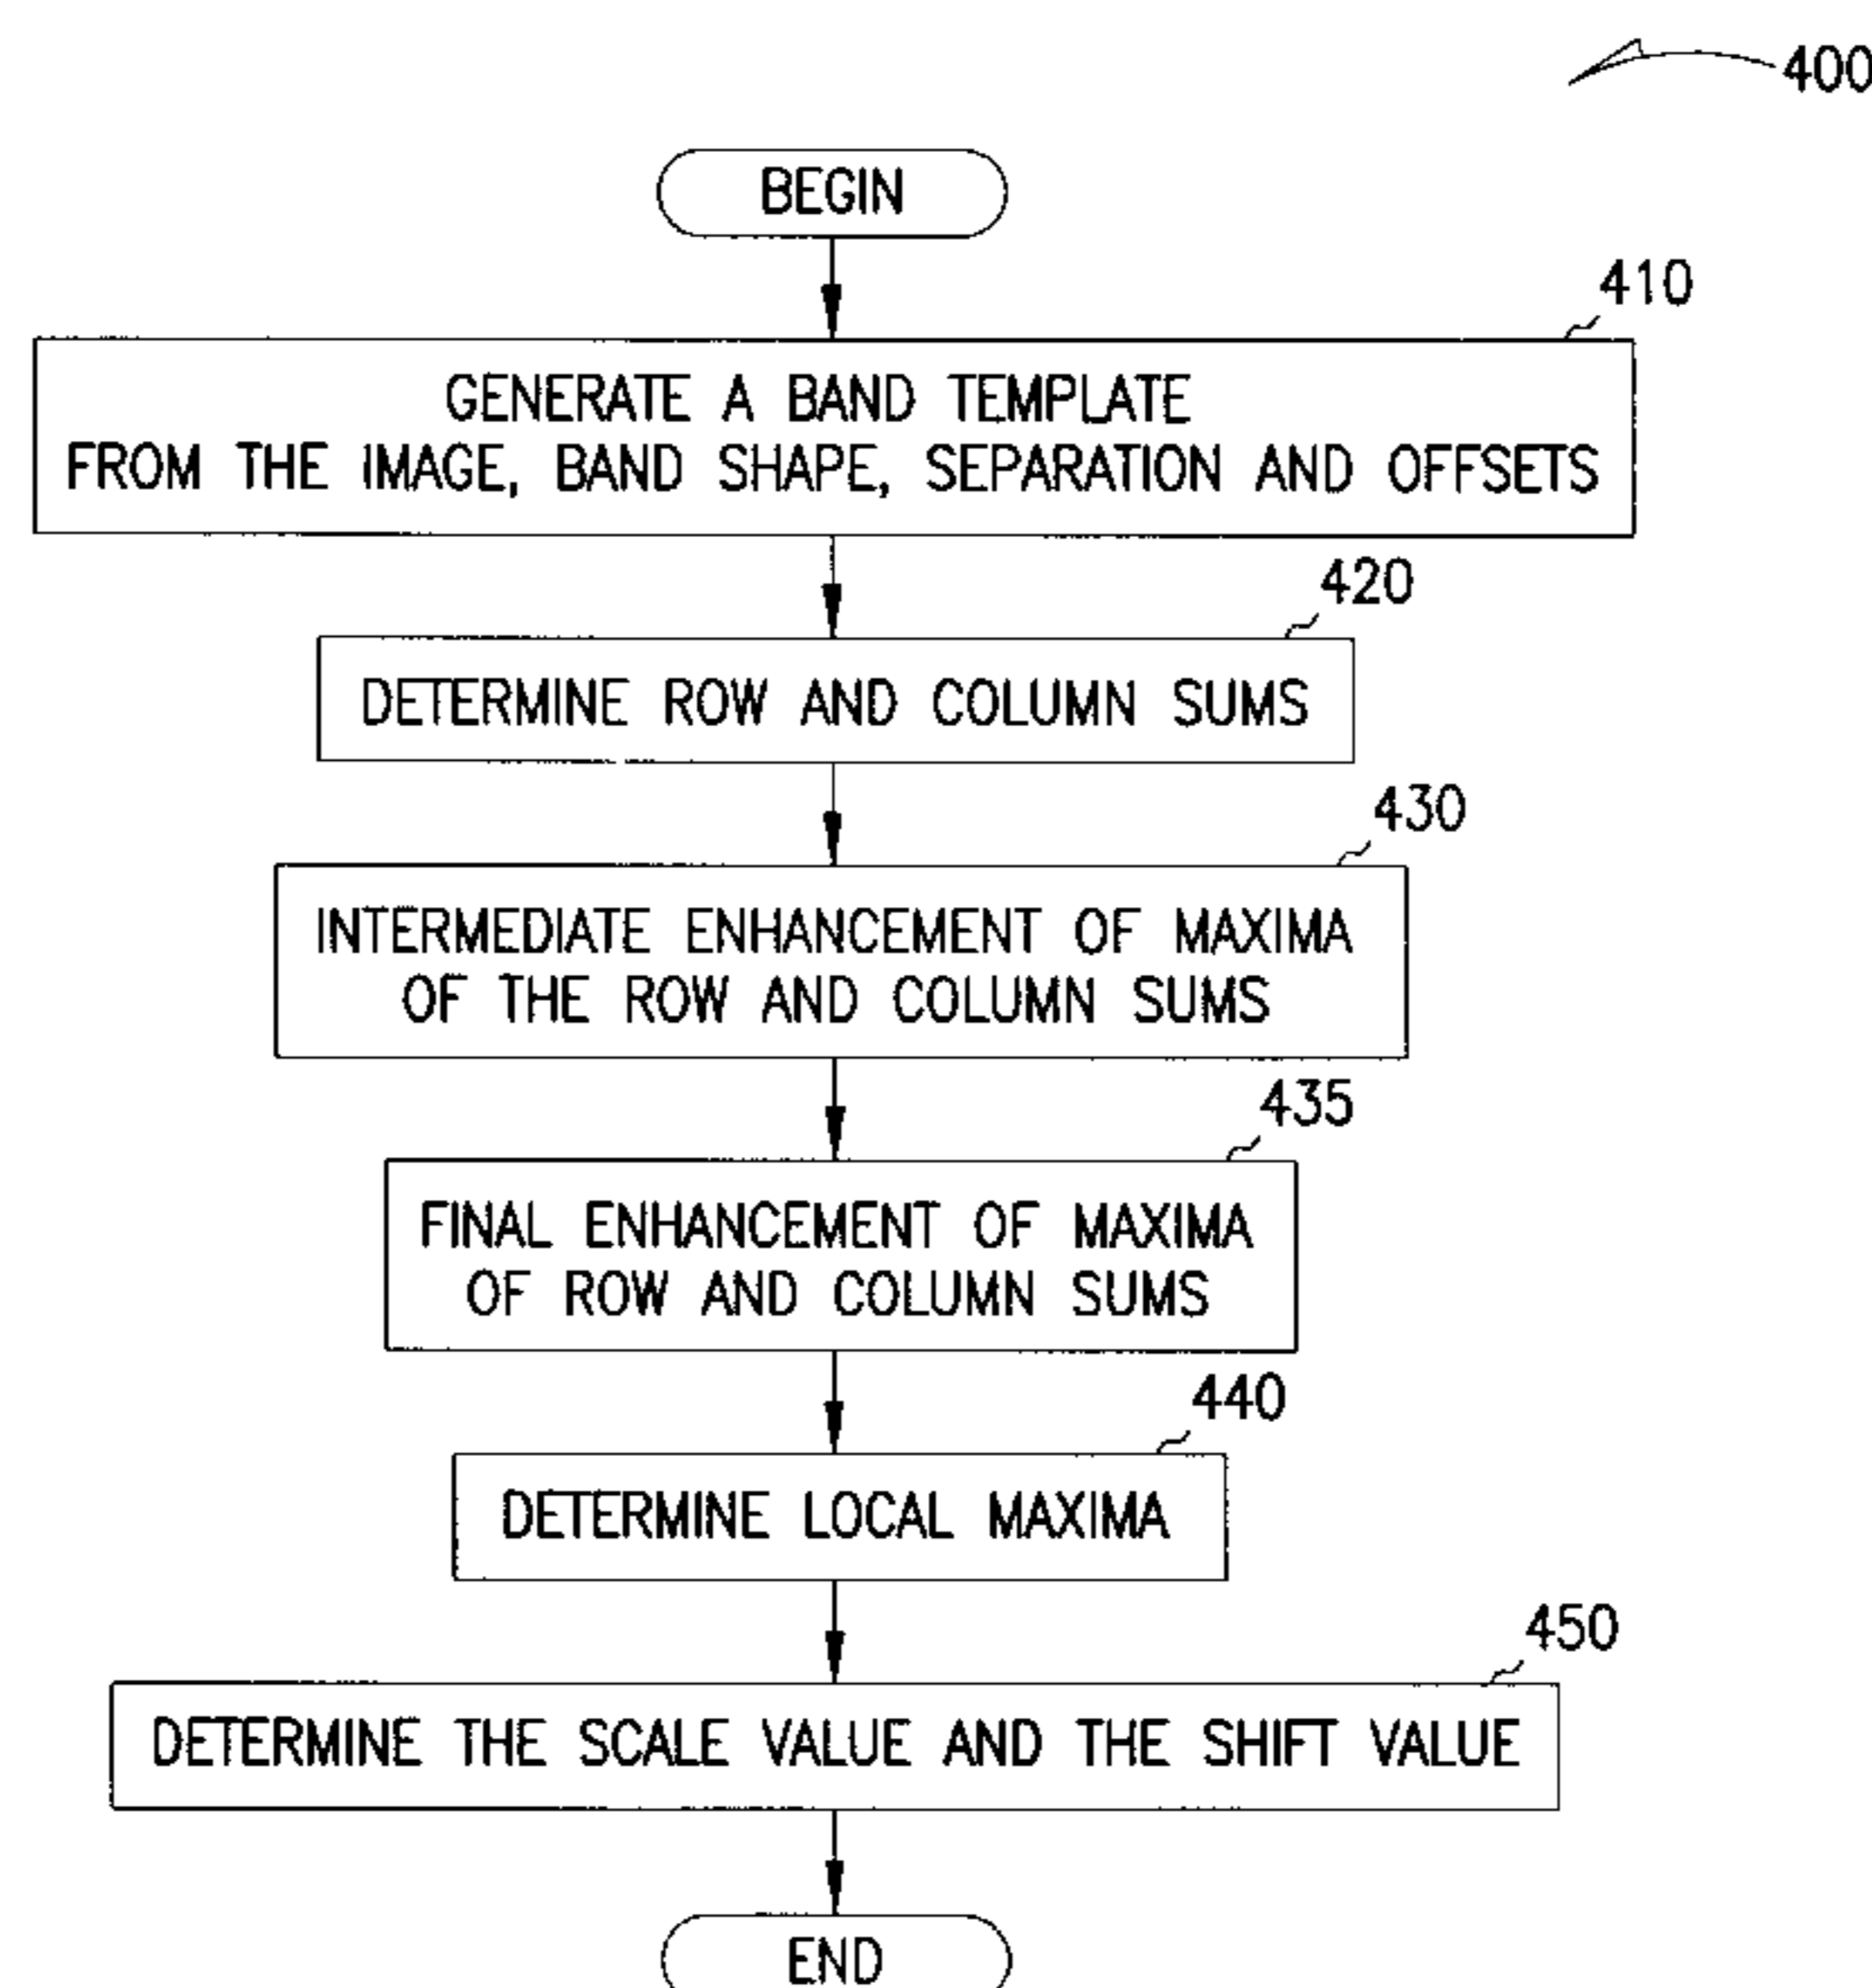 400
BEGIN
410
GENERATE A BAND TEMPLATE
FROM THE IMAGE, BAND SHAPE, SEPARATION AND OFFSETS
420
DETERMINE ROW AND COLUMN SUMS
430
INTERMEDIATE ENHANCEMENT OF MAXIMA
OF THE ROW AND COLUMN SUMS
435
FINAL ENHANCEMENT OF MAXIMA
OF ROW AND COLUMN SUMS
440
DETERMINE LOCAL MAXIMA
450
DETERMINE THE SCALE VALUE AND THE SHIFT VALUE
END